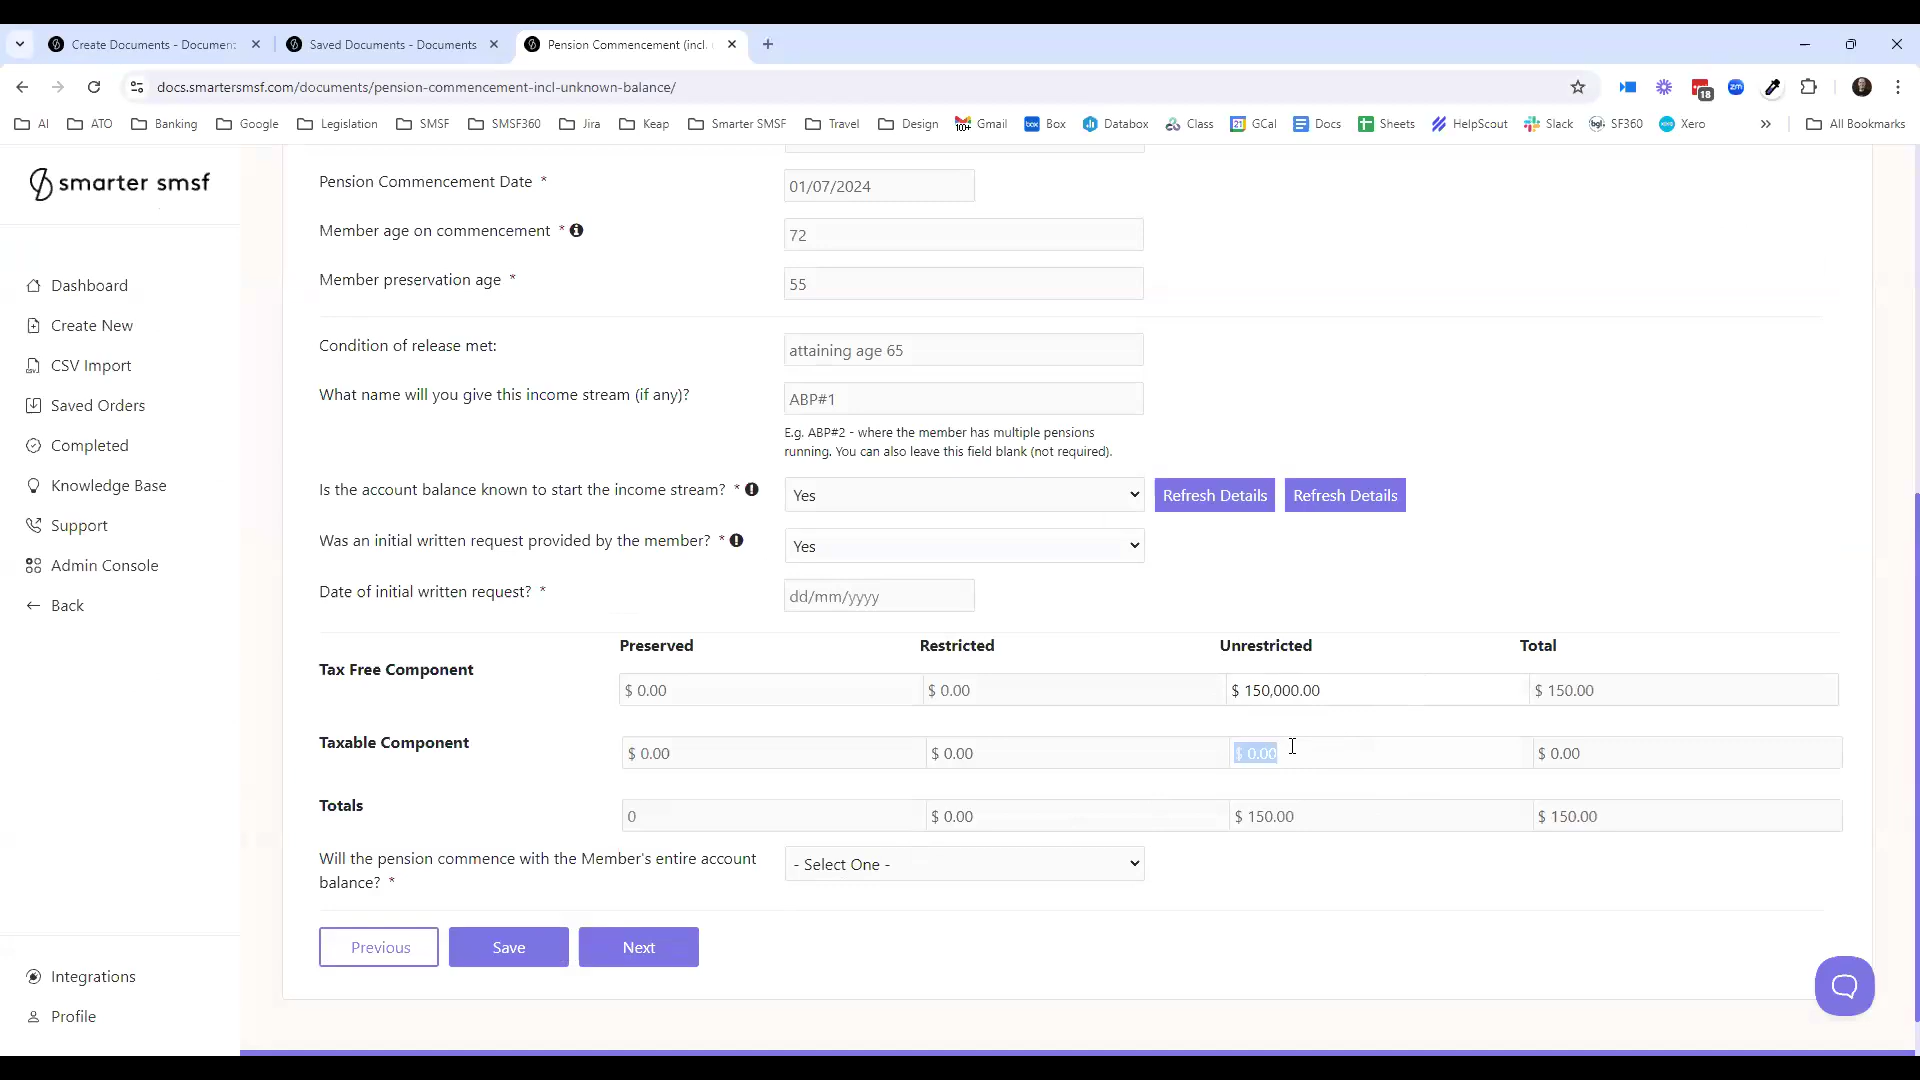 Create Documents - Document
Saved Documents - Documents
Pension Commencement (incl.
docs.smartersmsf.com/documents/pension-commencement-incl-unknown-balance/
18
zm
AI
ATO
Banking
Google
Legislation
SMSF
SMSF360
Jira
Keap
Smarter SMSF
Travel
Design
100+
Gmail
box
Box
Databox
Class
21
GCal
Docs
Sheets
HelpScout
Slack
bgl
SF360
xero
Xero
All Bookmarks
smarter smsf
Dashboard
Create New
CSV Import
Saved Orders
Completed
Knowledge Base
Support
Admin Console
Back
Integrations
Profile
Pension Commencement Date *
01/07/2024
Member age on commencement *
72
Member preservation age *
55
Condition of release met:
attaining age 65
What name will you give this income stream (if any)?
ABP#1
E.g. ABP#2 - where the member has multiple pensions
running. You can also leave this field blank (not required).
Is the account balance known to start the income stream? *
Yes
Refresh Details
Refresh Details
Was an initial written request provided by the member? *
Yes
Date of initial written request? *
dd/mm/yyyy
Preserved Restricted Unrestricted Total
Tax Free Component
$ 0.00 $ 0.00 $ 150,000.00 $ 150.00
Taxable Component
$ 0.00 $ 0.00 $ 0.00 $ 0.00
Totals
0 $ 0.00 $ 150.00 $ 150.00
Will the pension commence with the Member's entire account
balance? *
- Select One -
Previous
Save
Next